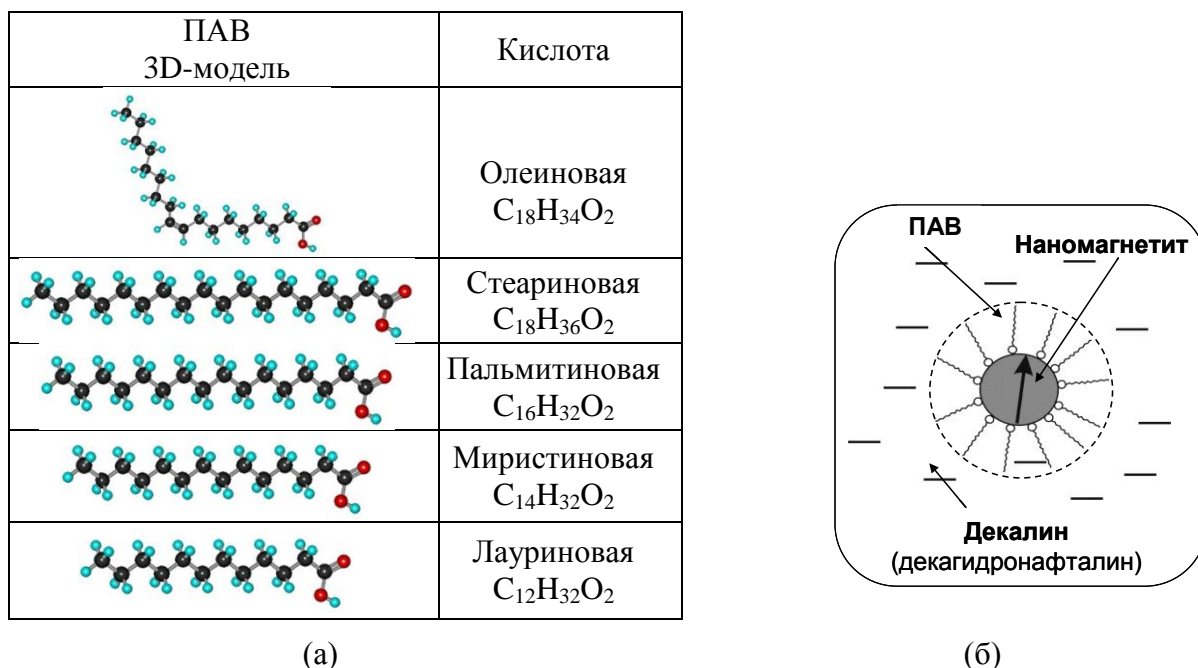 ПАВ
3D-модель
Кислота
Олеиновая
C₁₈H₃₄O₂
Стеариновая
C₁₈H₃₆O₂
Пальмитиновая
C₁₆H₃₂O₂
Миристиновая
C₁₄H₃₂O₂
Лауриновая
C₁₂H₃₂O₂
(а)
ПАВ
Наномагнетит
Декалин
(декагидронафталин)
(б)